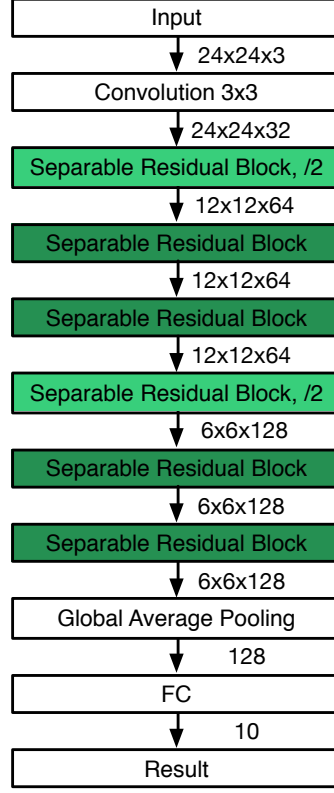 Input
24x24x3
Convolution 3x3
24x24x32
Separable Residual Block, /2
12x12x64
Separable Residual Block
12x12x64
Separable Residual Block
12x12x64
Separable Residual Block, /2
6x6x128
Separable Residual Block
6x6x128
Separable Residual Block
6x6x128
Global Average Pooling
128
FC
10
Result